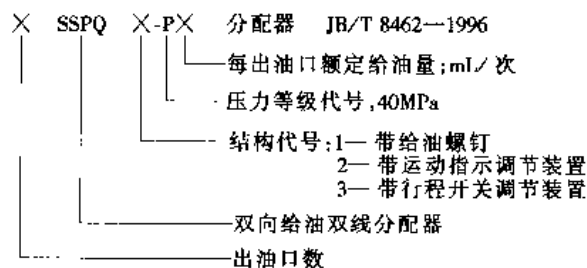 × SSPQ ×-P× 分配器 JB/T 8462—1996
每出油口额定给油量;mL/次
压力等级代号,40MPa
结构代号:1— 带给油螺钉
2— 带运动指示调节装置
3— 带行程开关调节装置
双向给油双线分配器
出油口数